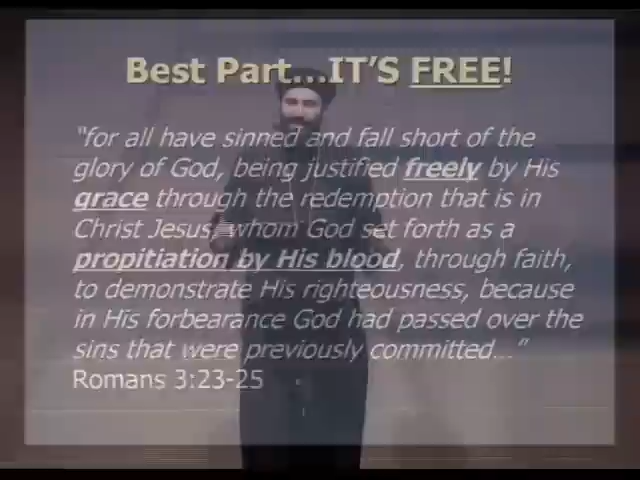 Best Part...IT'S FREE!
"for all have sinned and fall short of the
glory of God, being justified freely by His
grace through the redemption that is in
Christ Jesus, whom God set forth as a
propitiation by His blood, through faith,
to demonstrate His righteousness, because
in His forbearance God had passed over the
sins that were previously committed..."
Romans 3:23-25